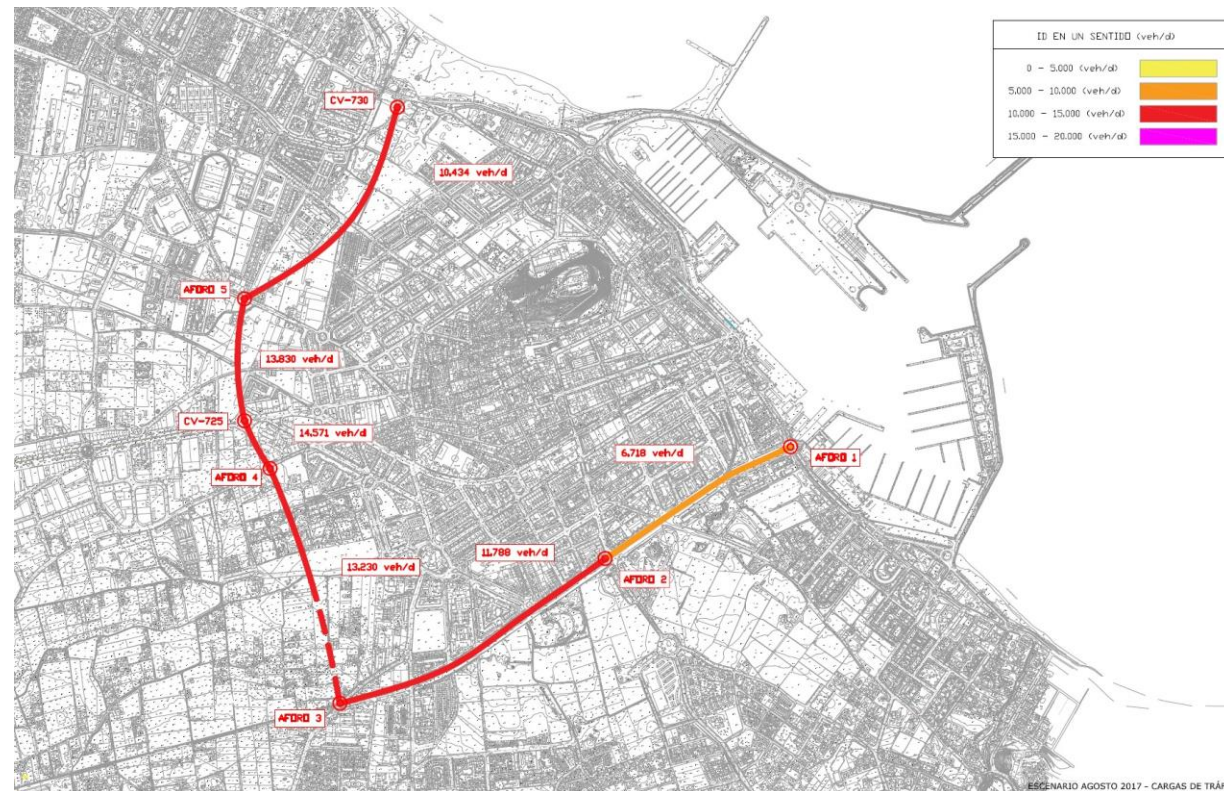 ID EN UN SENTIDO (veh/d)
0 - 5.000 (veh/d)
5.000 - 10.000 (veh/d)
10.000 - 15.000 (veh/d)
15.000 - 20.000 (veh/d)
CV-730
10.434 veh/d
AFORO 5
13.830 veh/d
CV-725
14.571 veh/d
6.718 veh/d
AFORO 1
AFORO 4
11.788 veh/d
13.230 veh/d
AFORO 2
AFORO 3
ESCENARIO AGOSTO 2017 - CARGAS DE TRÁF